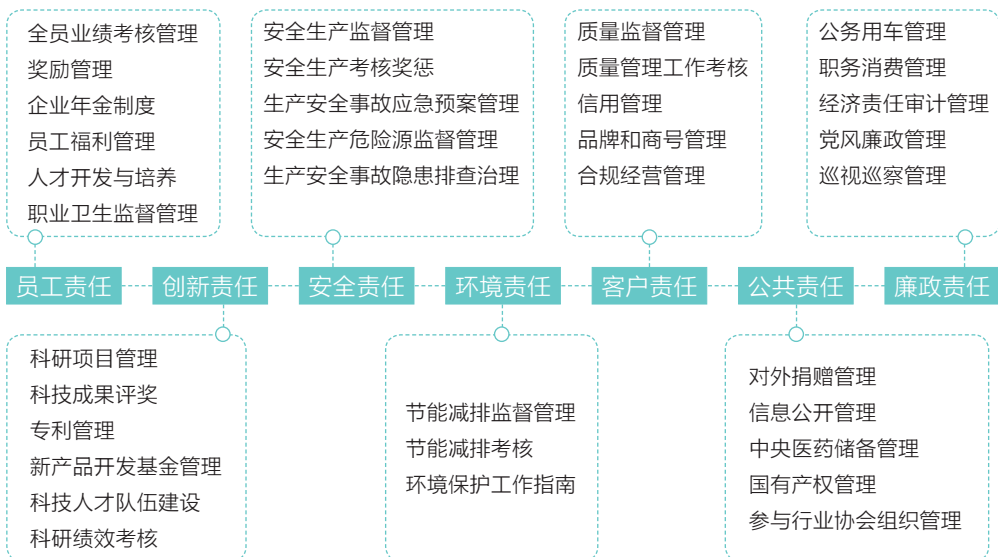 全员业绩考核管理
奖励管理
企业年金制度
员工福利管理
人才开发与培养
职业卫生监督管理
安全生产监督管理
安全生产考核奖惩
生产安全事故应急预案管理
安全生产危险源监督管理
生产安全事故隐患排查治理
质量监督管理
质量管理工作考核
信用管理
品牌和商号管理
合规经营管理
公务用车管理
职务消费管理
经济责任审计管理
党风廉政管理
巡视巡察管理
员工责任
创新责任
安全责任
环境责任
客户责任
公共责任
廉政责任
科研项目管理
科技成果评奖
专利管理
新产品开发基金管理
科技人才队伍建设
科研绩效考核
节能减排监督管理
节能减排考核
环境保护工作指南
对外捐赠管理
信息公开管理
中央医药储备管理
国有产权管理
参与行业协会组织管理